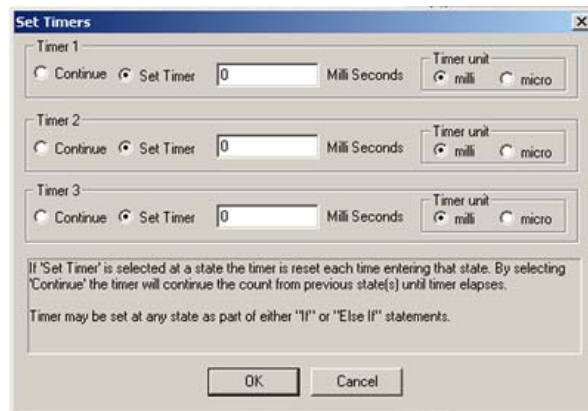 Set Timers
Timer 1
Continue Set Timer 0 Milli Seconds
Timer unit
milli micro
Timer 2
Continue Set Timer 0 Milli Seconds
Timer unit
milli micro
Timer 3
Continue Set Timer 0 Milli Seconds
Timer unit
milli micro
If 'Set Timer' is selected at a state the timer is reset each time entering that state. By selecting
'Continue' the timer will continue the count from previous state(s) until timer elapses.
Timer may be set at any state as part of either "If" or "Else If" statements.
OK Cancel